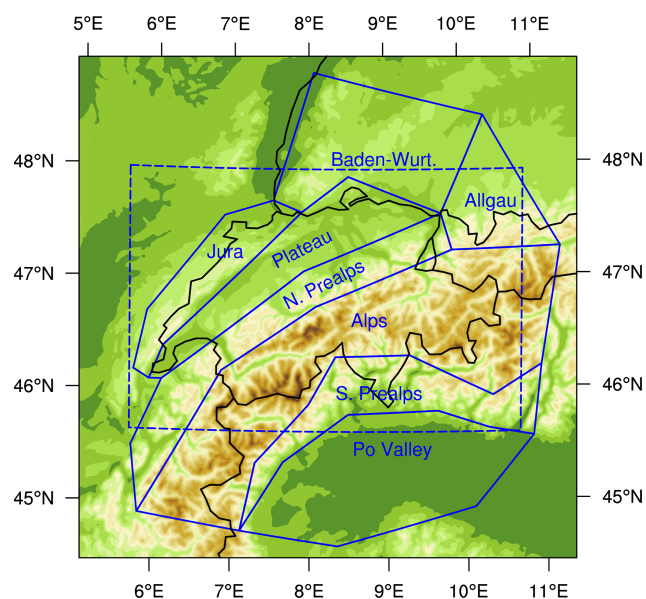 5°E 6°E 7°E 8°E 9°E 10°E 11°E
Baden-Wurt.
48°N 48°N
Allgau
Jura
Plateau
47°N 47°N
N. Prealps
Alps
46°N 46°N
S. Prealps
Po Valley
45°N 45°N
6°E 7°E 8°E 9°E 10°E 11°E